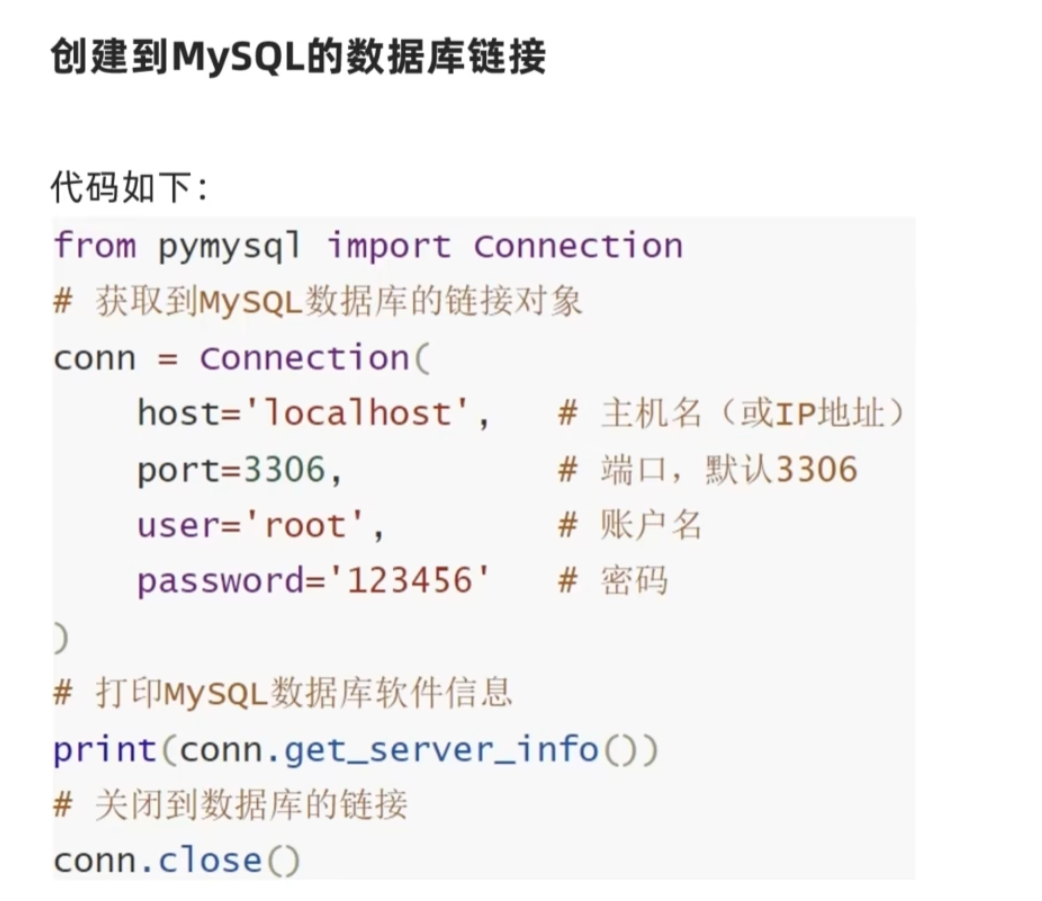 创建到MySQL的数据库链接
代码如下：
from pymysql import Connection
# 获取到MySQL数据库的链接对象
conn = Connection(
    host='localhost',   # 主机名（或IP地址）
    port=3306,          # 端口，默认3306
    user='root',        # 账户名
    password='123456'   # 密码
)
# 打印MySQL数据库软件信息
print(conn.get_server_info())
# 关闭到数据库的链接
conn.close()